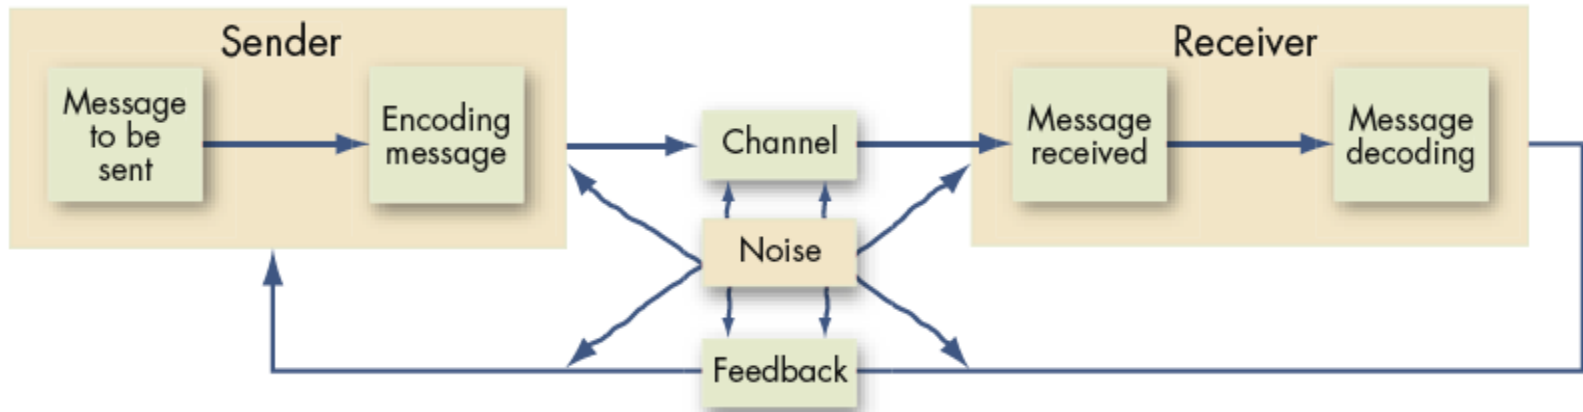 Sender
Message
to be
sent
Encoding
message
Channel
Noise
Feedback
Receiver
Message
received
Message
decoding